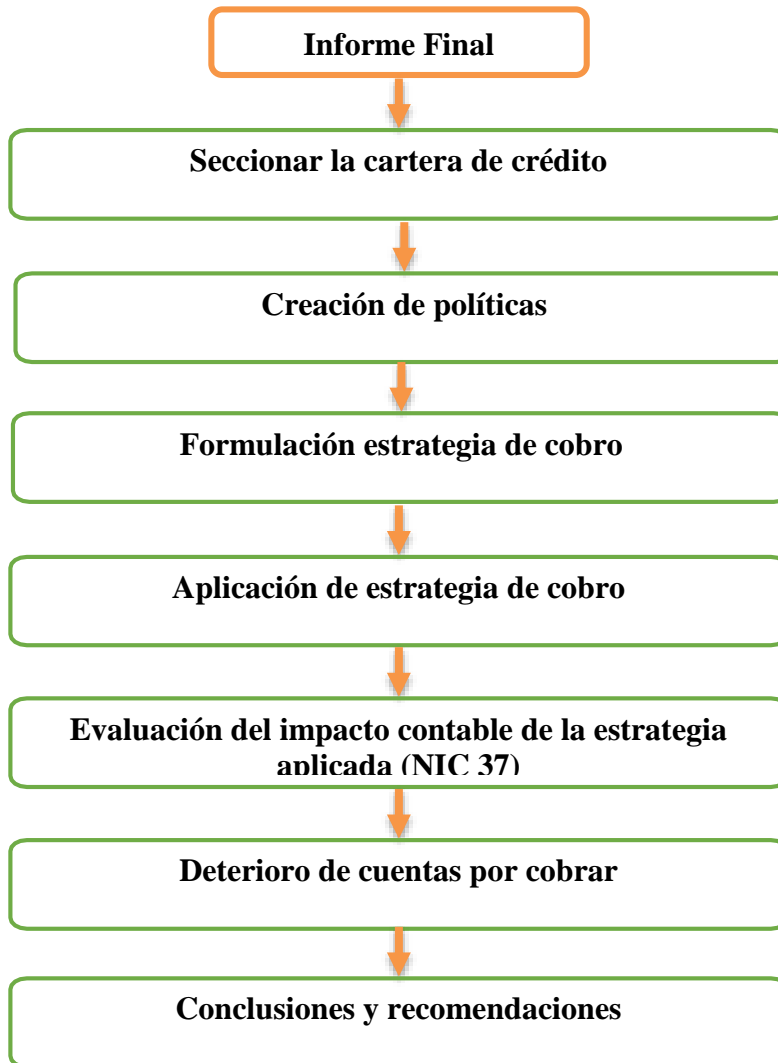 Informe Final
Seccionar la cartera de crédito
Creación de políticas
Formulación estrategia de cobro
Aplicación de estrategia de cobro
Evaluación del impacto contable de la estrategia
aplicada (NIC 37)
Deterioro de cuentas por cobrar
Conclusiones y recomendaciones